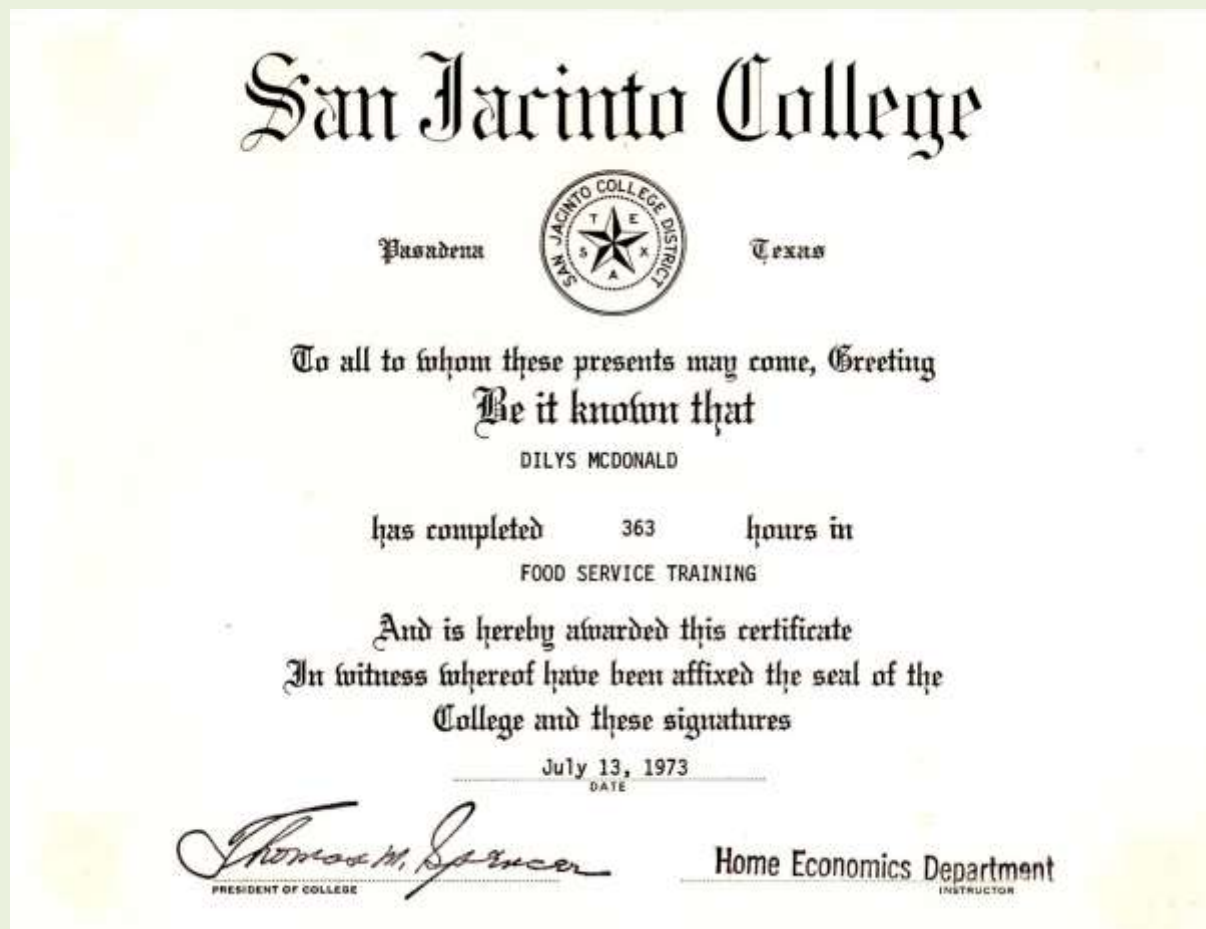 San Jacinto College
SAN JACINTO COLLEGE DISTRICT
T E X A S
Pasadena
Texas
To all to whom these presents may come, Greeting
Be it known that
DILYS MCDONALD
has completed 363 hours in
FOOD SERVICE TRAINING
And is hereby awarded this certificate
In witness whereof have been affixed the seal of the
College and these signatures
July 13, 1973
DATE
Thomas M. Spencer
PRESIDENT OF COLLEGE
Home Economics Department
INSTRUCTOR